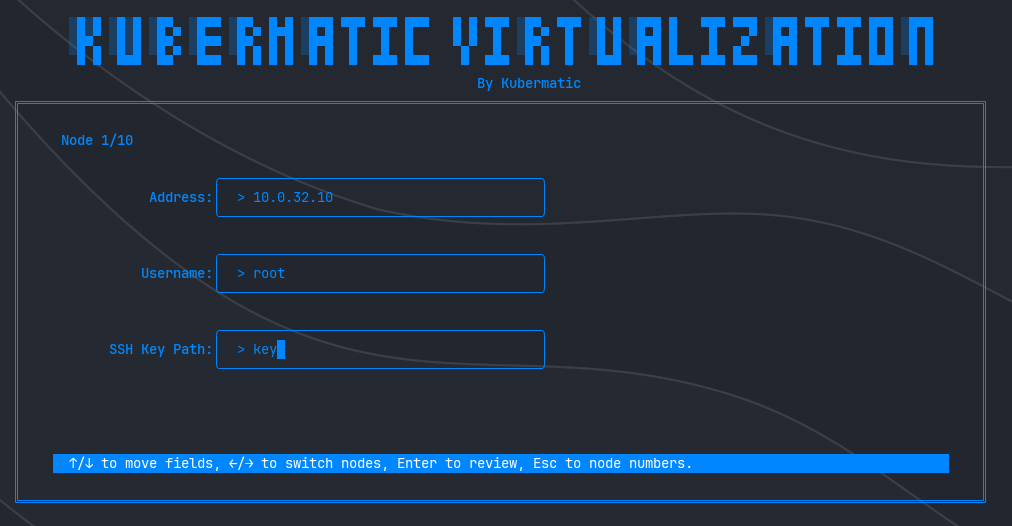 KUBERMATIC VIRTUALIZATION
By Kubermatic
Node 1/10
Address: > 10.0.32.10
Username: > root
SSH Key Path: > key
↑/↓ to move fields, ←/→ to switch nodes, Enter to review, Esc to node numbers.